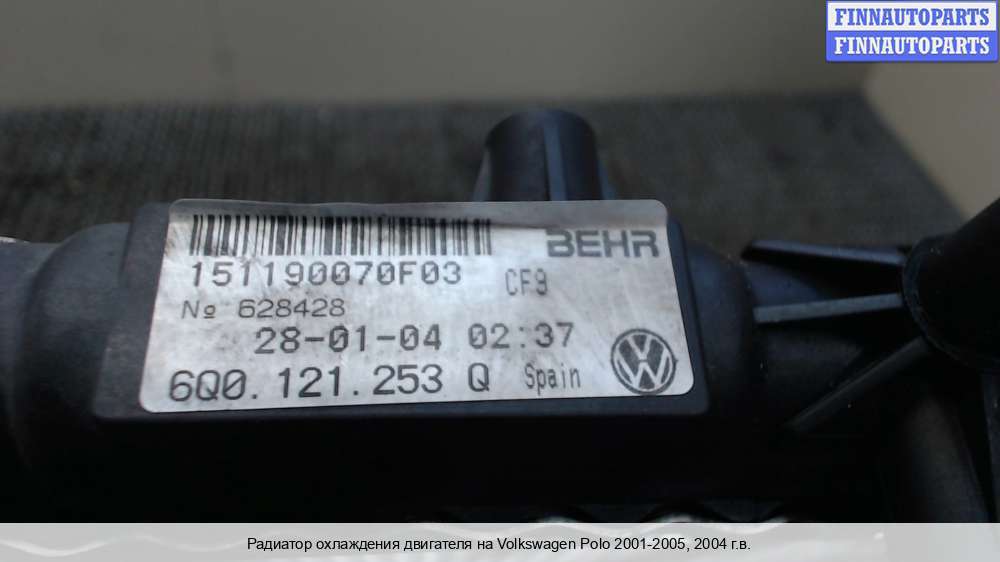 FINNAUTOPARTS
FINNAUTOPARTS
BEHR
151190070F03 CF9
№ 628428
28-01-04 02:37
6Q0.121.253 Q Spain
Радиатор охлаждения двигателя на Volkswagen Polo 2001-2005, 2004 г.в.